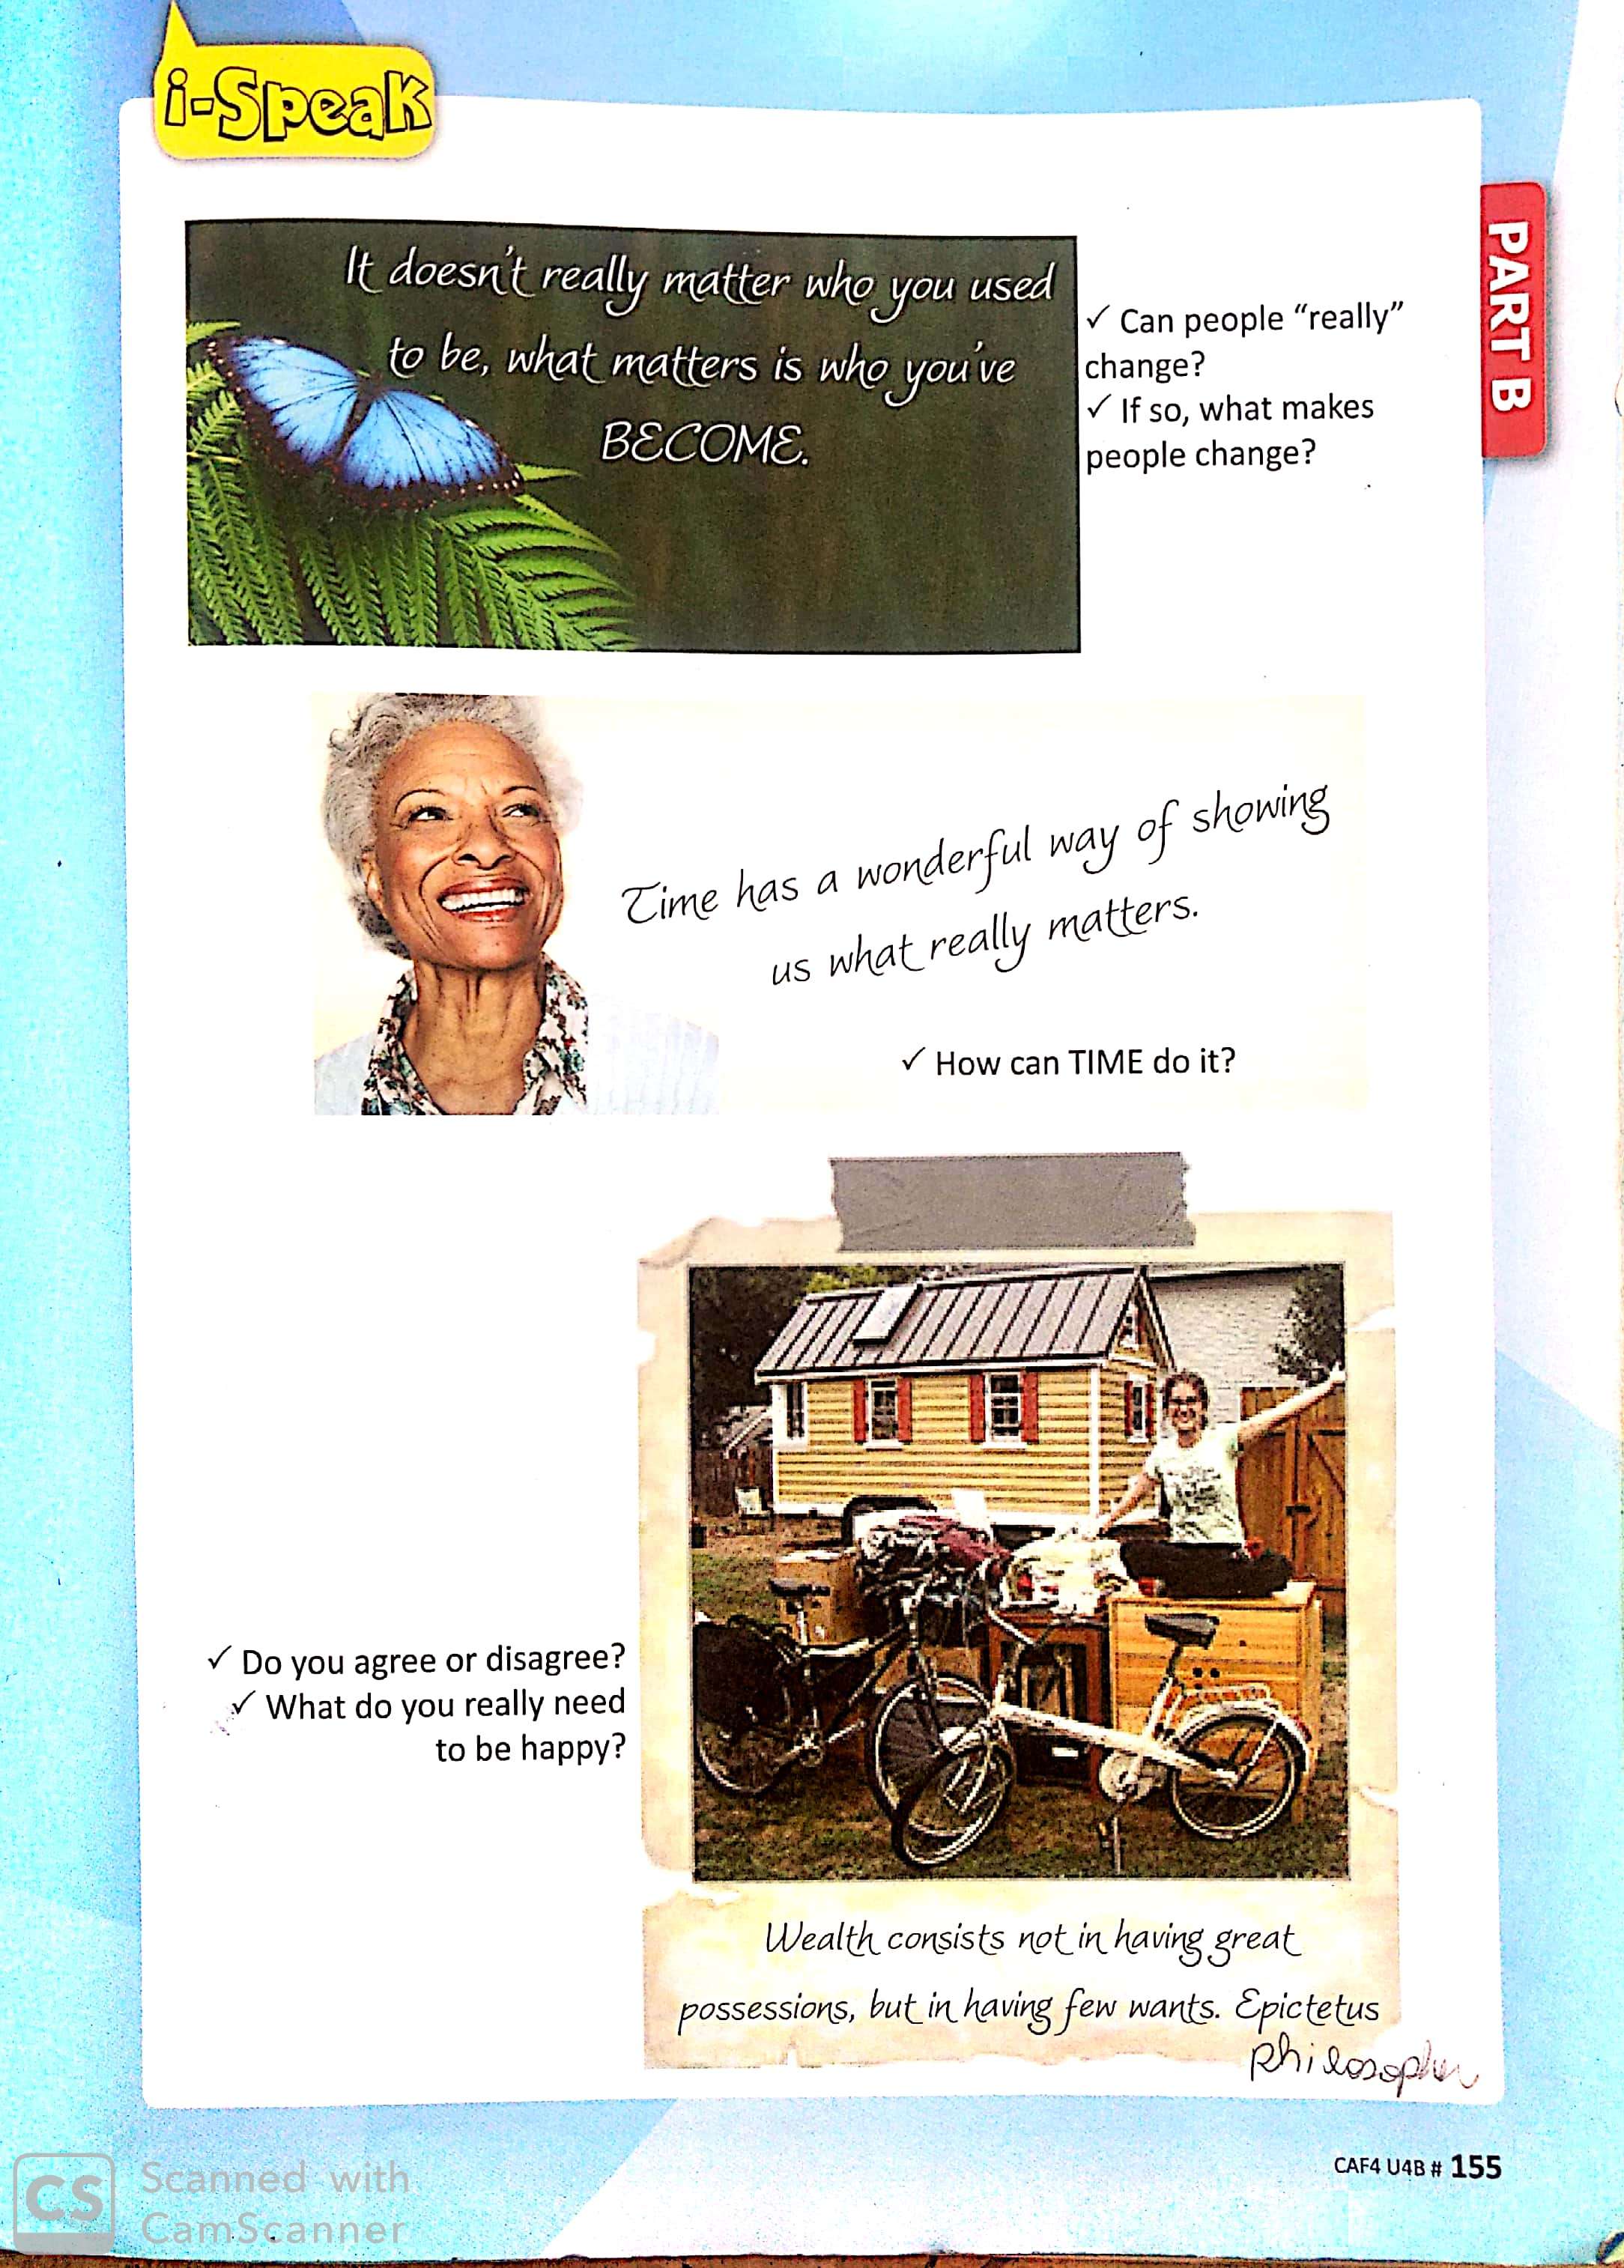 i-Speak
PART B
It doesn't really matter who you used
to be, what matters is who you've
BECOME.
✓ Can people “really”
change?
✓ If so, what makes
people change?
Time has a wonderful way of showing
us what really matters.
✓ How can TIME do it?
✓ Do you agree or disagree?
✓ What do you really need
to be happy?
Wealth consists not in having great
possessions, but in having few wants. Epictetus
Philosopher
CAF4 U4B # 155
CS Scanned with
CamScanner